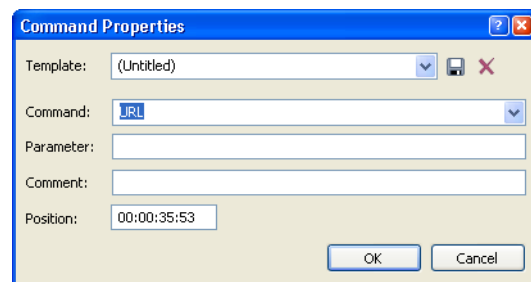 Command Properties
Template: (Untitled)
Command: URL
Parameter:
Comment:
Position: 00:00:35:53
OK Cancel